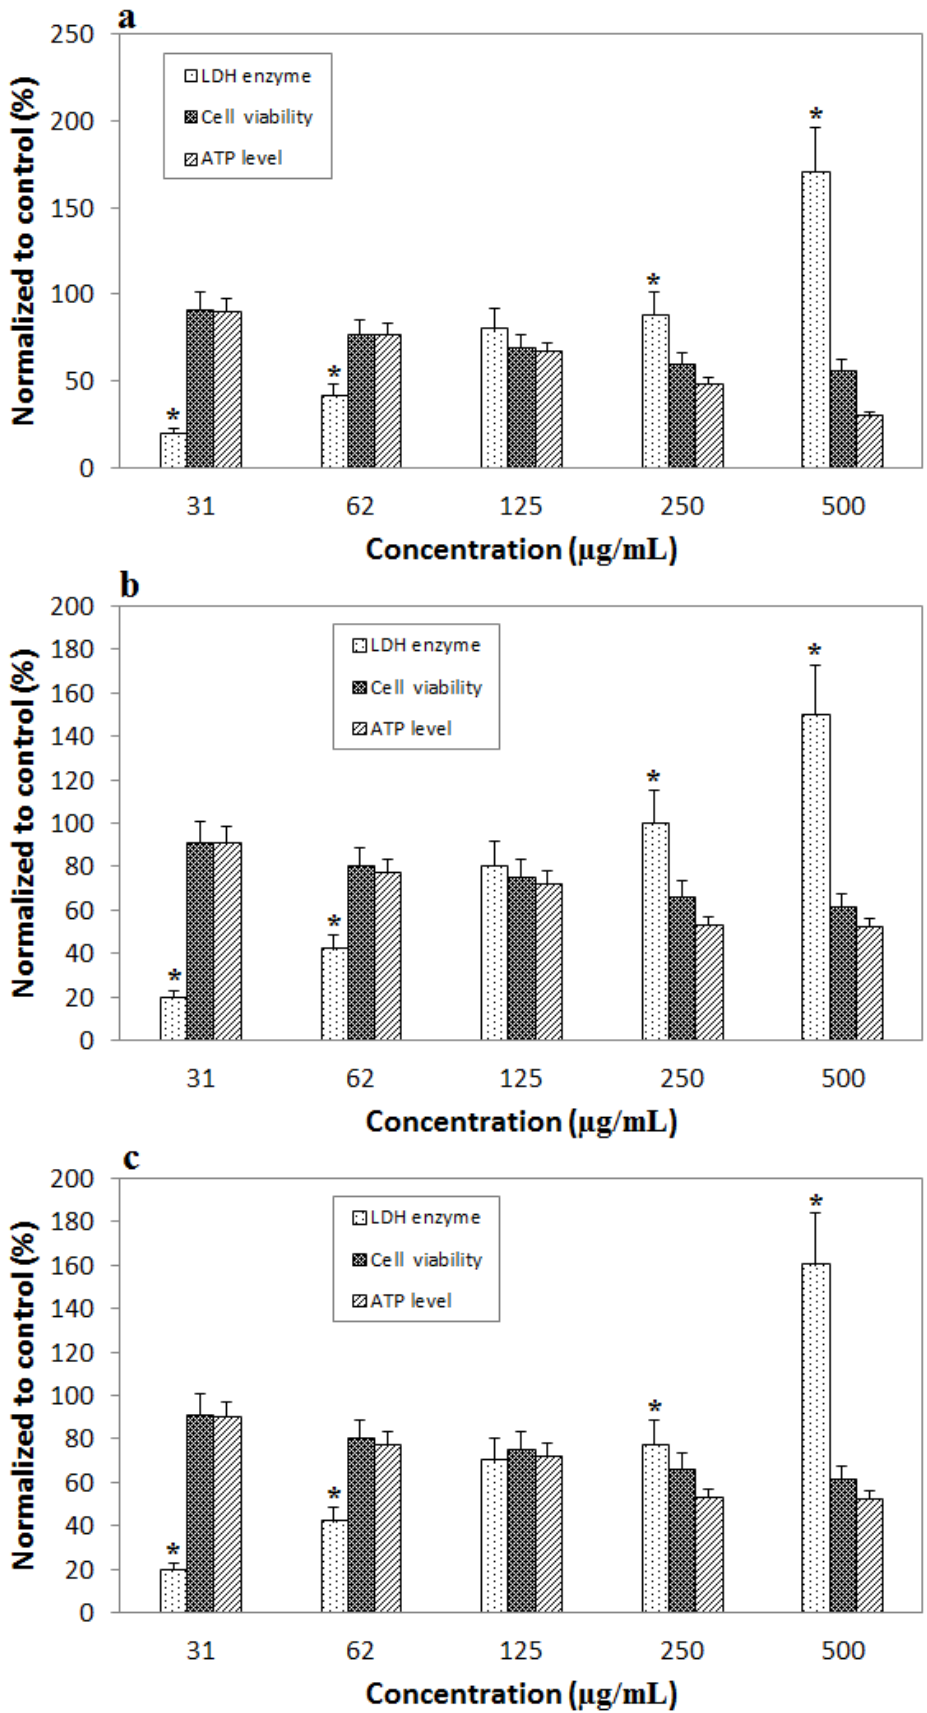 a
250
200
150
100
50
0
Normalized to control (%)
LDH enzyme
Cell viability
ATP level
*
*
*
*
31 62 125 250 500
Concentration (µg/mL)
b
200
180
160
140
120
100
80
60
40
20
0
Normalized to control (%)
LDH enzyme
Cell viability
ATP level
*
*
*
*
31 62 125 250 500
Concentration (µg/mL)
c
200
180
160
140
120
100
80
60
40
20
0
Normalized to control (%)
LDH enzyme
Cell viability
ATP level
*
*
*
*
31 62 125 250 500
Concentration (µg/mL)